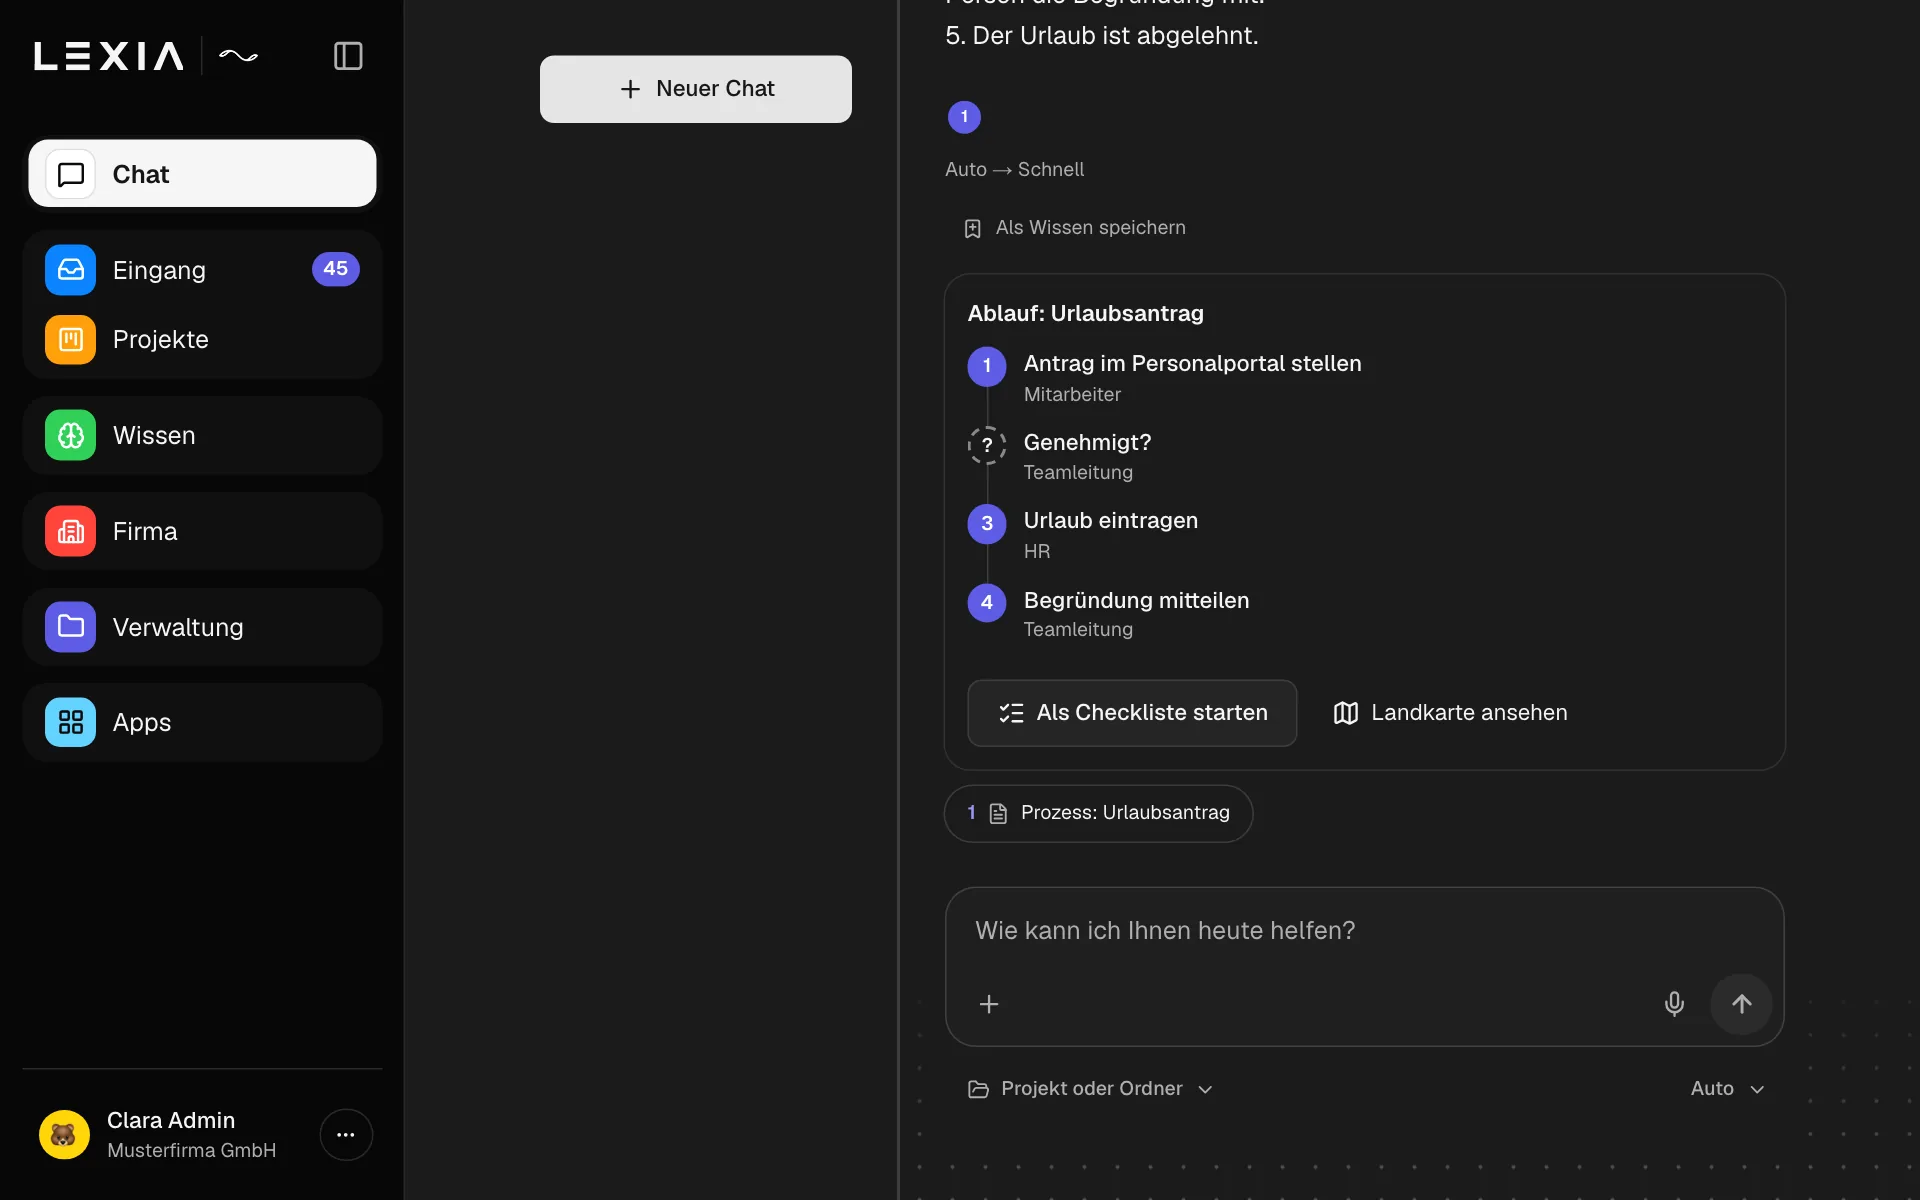 LEXIA
Chat
Eingang
45
Projekte
Wissen
Firma
Verwaltung
Apps
Clara Admin
Musterfirma GmbH
Neuer Chat
5. Der Urlaub ist abgelehnt.
1
Auto → Schnell
Als Wissen speichern
Ablauf: Urlaubsantrag
1
Antrag im Personalportal stellen
Mitarbeiter
?
Genehmigt?
Teamleitung
3
Urlaub eintragen
HR
4
Begründung mitteilen
Teamleitung
Als Checkliste starten
Landkarte ansehen
1 Prozess: Urlaubsantrag
Wie kann ich Ihnen heute helfen?
Projekt oder Ordner
Auto